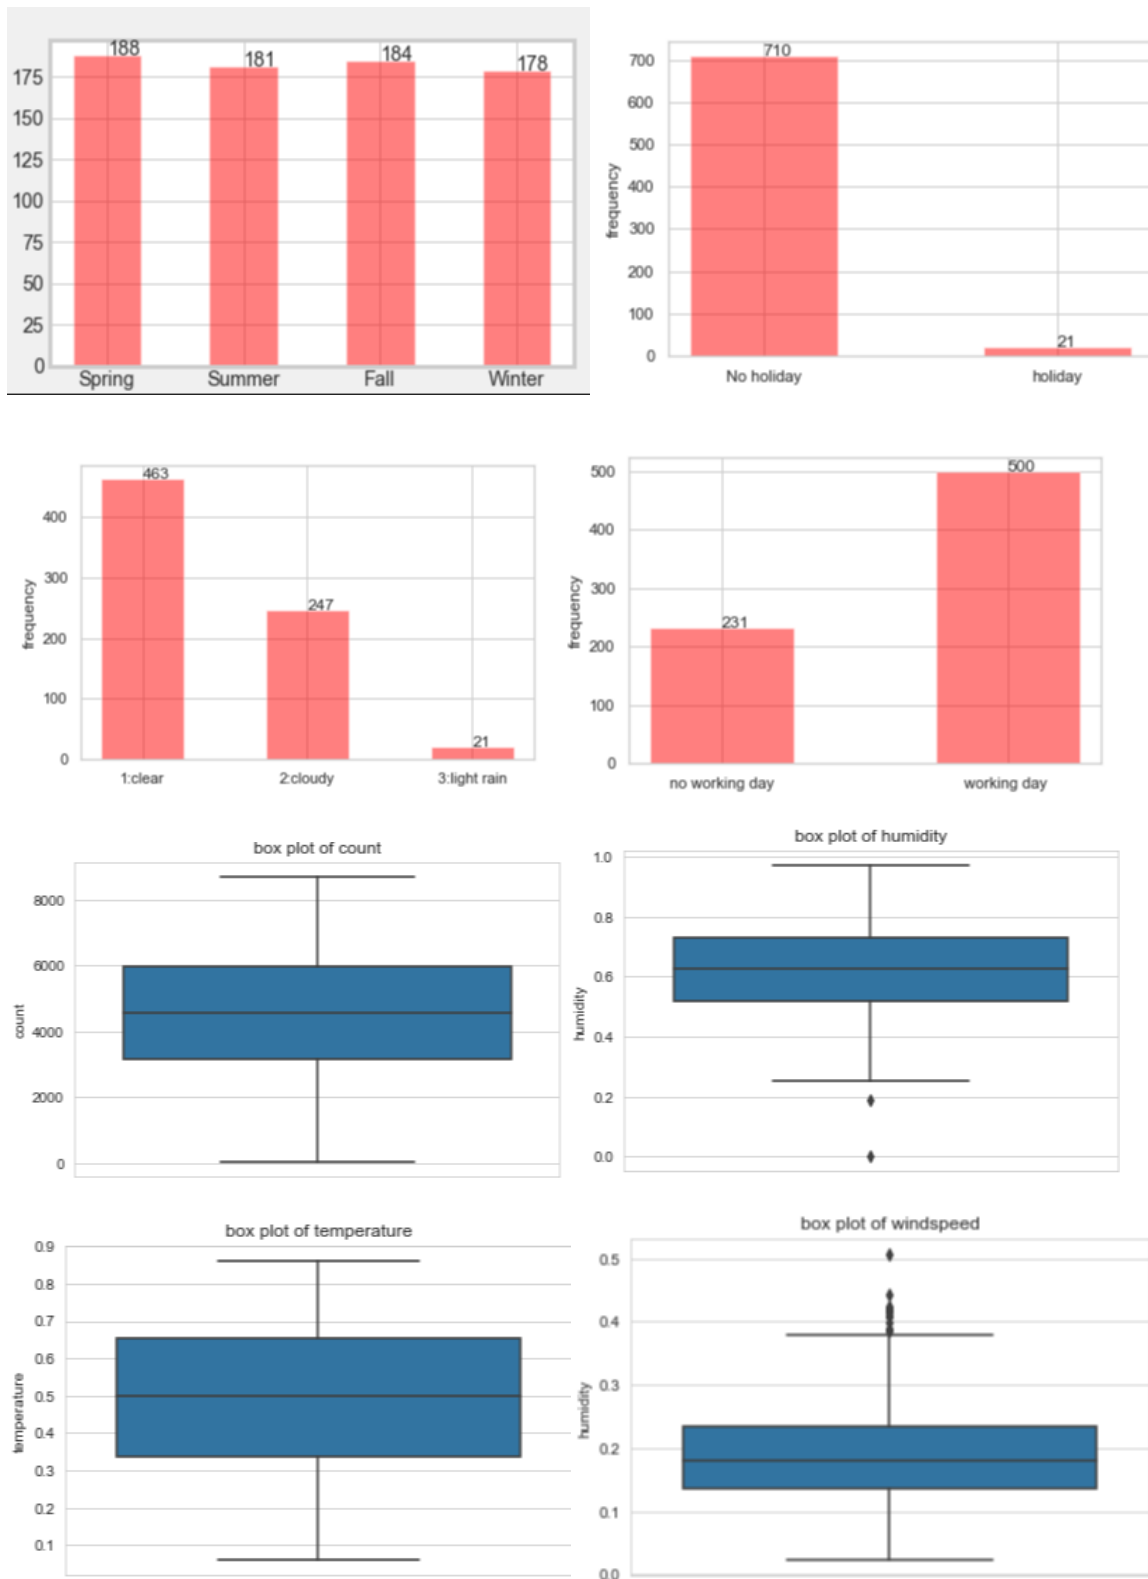 188
181
184
178
175
150
125
100
75
50
25
0
Spring
Summer
Fall
Winter
710
700
600
500
400
300
200
100
0
21
frequency
No holiday
holiday
463
400
300
247
200
100
21
0
frequency
1:clear
2:cloudy
3:light rain
500
500
400
300
231
200
100
0
frequency
no working day
working day
box plot of count
8000
6000
4000
2000
0
count
box plot of humidity
1.0
0.8
0.6
0.4
0.2
0.0
humidity
box plot of temperature
0.9
0.8
0.7
0.6
0.5
0.4
0.3
0.2
0.1
temperature
box plot of windspeed
0.5
0.4
0.3
0.2
0.1
0.0
humidity